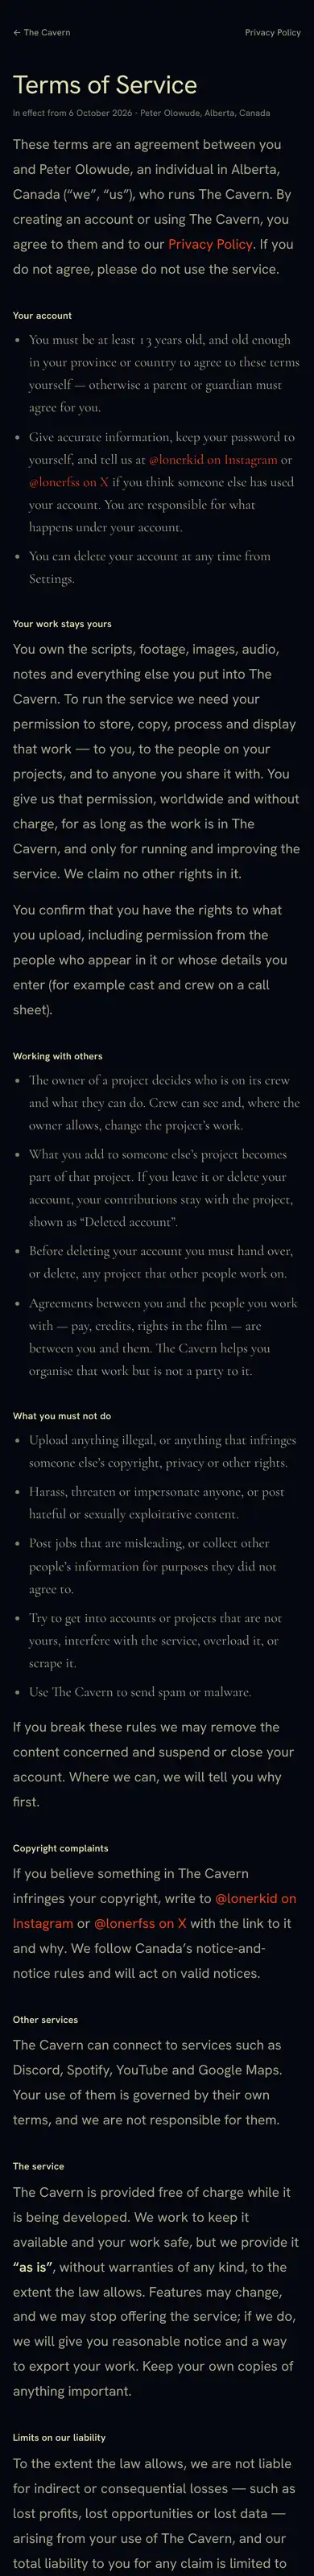 ← The Cavern
Privacy Policy
Terms of Service
In effect from 6 October 2026 · Peter Olowude, Alberta, Canada
These terms are an agreement between you
and Peter Olowude, an individual in Alberta,
Canada (“we”, “us”), who runs The Cavern. By
creating an account or using The Cavern, you
agree to them and to our Privacy Policy. If you
do not agree, please do not use the service.
Your account
• You must be at least 13 years old, and old enough
in your province or country to agree to these terms
yourself — otherwise a parent or guardian must
agree for you.
• Give accurate information, keep your password to
yourself, and tell us at @lonerkid on Instagram or
@lonerfss on X if you think someone else has used
your account. You are responsible for what
happens under your account.
• You can delete your account at any time from
Settings.
Your work stays yours
You own the scripts, footage, images, audio,
notes and everything else you put into The
Cavern. To run the service we need your
permission to store, copy, process and display
that work — to you, to the people on your
projects, and to anyone you share it with. You
give us that permission, worldwide and without
charge, for as long as the work is in The
Cavern, and only for running and improving the
service. We claim no other rights in it.
You confirm that you have the rights to what
you upload, including permission from the
people who appear in it or whose details you
enter (for example cast and crew on a call
sheet).
Working with others
• The owner of a project decides who is on its crew
and what they can do. Crew can see and, where the
owner allows, change the project’s work.
• What you add to someone else’s project becomes
part of that project. If you leave it or delete your
account, your contributions stay with the project,
shown as “Deleted account”.
• Before deleting your account you must hand over,
or delete, any project that other people work on.
• Agreements between you and the people you work
with — pay, credits, rights in the film — are
between you and them. The Cavern helps you
organise that work but is not a party to it.
What you must not do
• Upload anything illegal, or anything that infringes
someone else’s copyright, privacy or other rights.
• Harass, threaten or impersonate anyone, or post
hateful or sexually exploitative content.
• Post jobs that are misleading, or collect other
people’s information for purposes they did not
agree to.
• Try to get into accounts or projects that are not
yours, interfere with the service, overload it, or
scrape it.
• Use The Cavern to send spam or malware.
If you break these rules we may remove the
content concerned and suspend or close your
account. Where we can, we will tell you why
first.
Copyright complaints
If you believe something in The Cavern
infringes your copyright, write to @lonerkid on
Instagram or @lonerfss on X with the link to it
and why. We follow Canada’s notice-and-
notice rules and will act on valid notices.
Other services
The Cavern can connect to services such as
Discord, Spotify, YouTube and Google Maps.
Your use of them is governed by their own
terms, and we are not responsible for them.
The service
The Cavern is provided free of charge while it
is being developed. We work to keep it
available and your work safe, but we provide it
“as is”, without warranties of any kind, to the
extent the law allows. Features may change,
and we may stop offering the service; if we do,
we will give you reasonable notice and a way
to export your work. Keep your own copies of
anything important.
Limits on our liability
To the extent the law allows, we are not liable
for indirect or consequential losses — such as
lost profits, lost opportunities or lost data —
arising from your use of The Cavern, and our
total liability to you for any claim is limited to